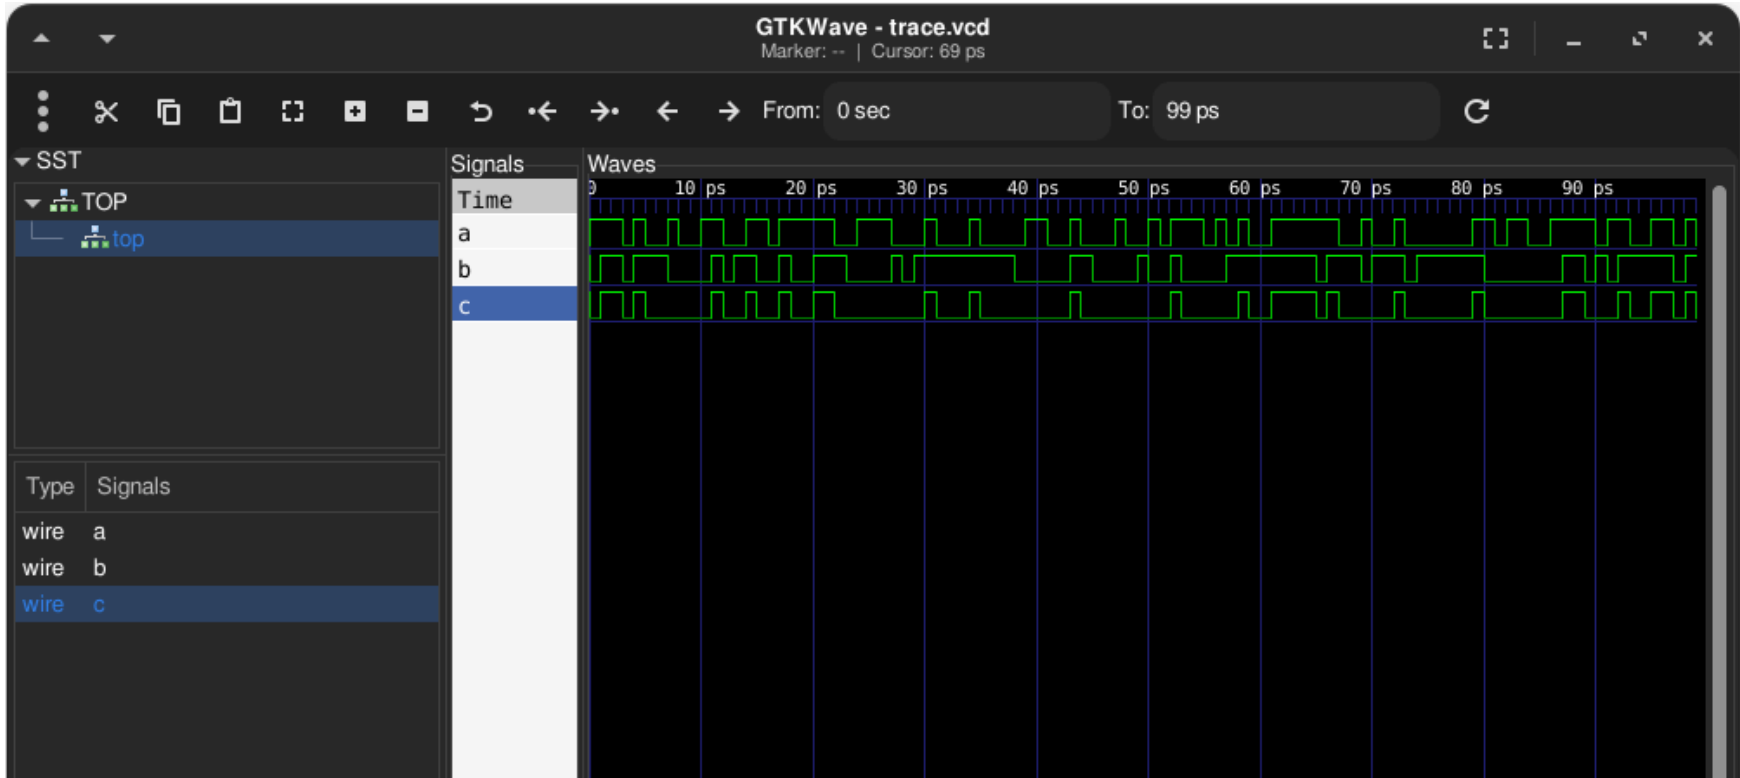 GTKWave - trace.vcd
Marker: -- | Cursor: 69 ps
From: 0 sec To: 99 ps
SST
TOP
top
Type Signals
wire a
wire b
wire c
Signals
Time
a
b
c
Waves
0 10 ps 20 ps 30 ps 40 ps 50 ps 60 ps 70 ps 80 ps 90 ps